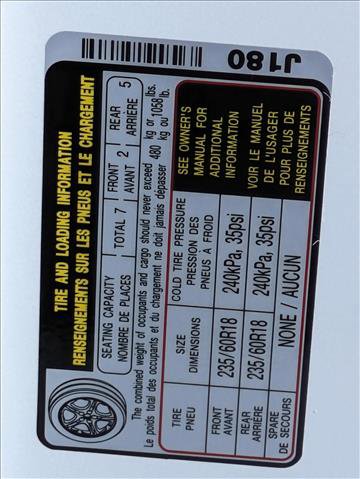 J180
TIRE AND LOADING INFORMATION
RENSEIGNEMENTS SUR LES PNEUS ET LE CHARGEMENT
SEATING CAPACITY
NOMBRE DE PLACES
TOTAL 7
FRONT
AVANT 2
REAR
ARRIÈRE 5
The combined weight of occupants and cargo should never exceed 480 kg or 1058 lbs.
Le poids total des occupants et du chargement ne doit jamais dépasser 480 kg ou 1058 lb.
TIRE
PNEU
SIZE
DIMENSIONS
COLD TIRE PRESSURE
PRESSION DES
PNEUS A FROID
FRONT
AVANT
235/60R18
240kPa, 35psi
REAR
ARRIÈRE
235/60R18
240kPa, 35psi
SPARE
DE SECOURS
NONE / AUCUN
SEE OWNER'S
MANUAL FOR
ADDITIONAL
INFORMATION
VOIR LE MANUEL
DE L'USAGER
POUR PLUS DE
RENSEIGNEMENTS